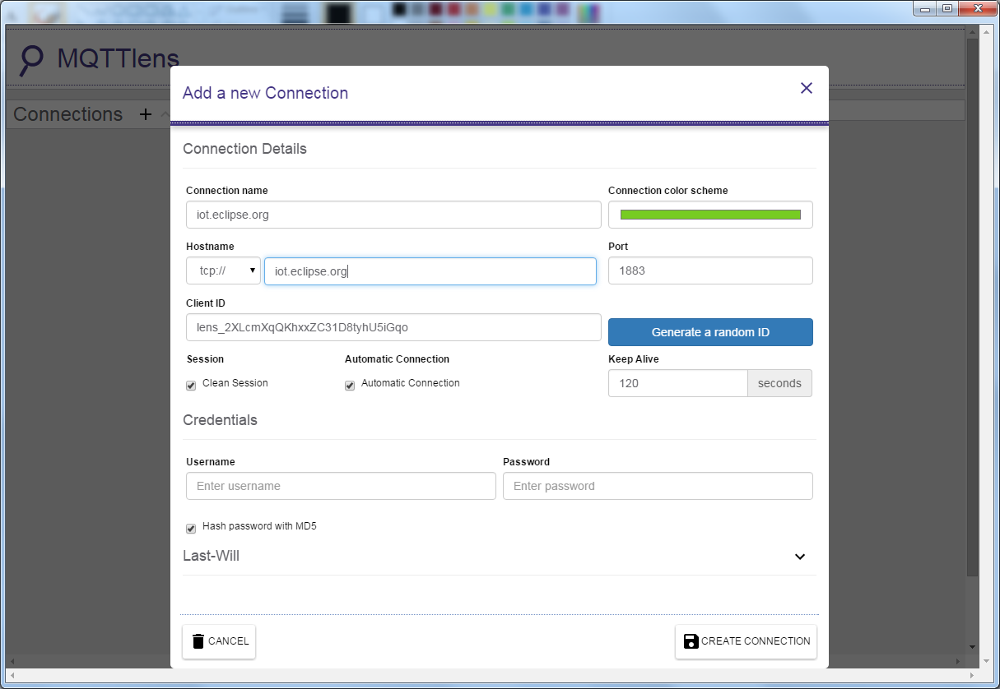 MQTTlens
Connections +
Add a new Connection
Connection Details
Connection name
Connection color scheme
iot.eclipse.org
Hostname
Port
tcp://
iot.eclipse.org
1883
Client ID
lens_2XLcmXqQKhxxZC31D8tyhU5iGqo
Generate a random ID
Session
Automatic Connection
Keep Alive
Clean Session
Automatic Connection
120
seconds
Credentials
Username
Password
Enter username
Enter password
Hash password with MD5
Last-Will
CANCEL
CREATE CONNECTION